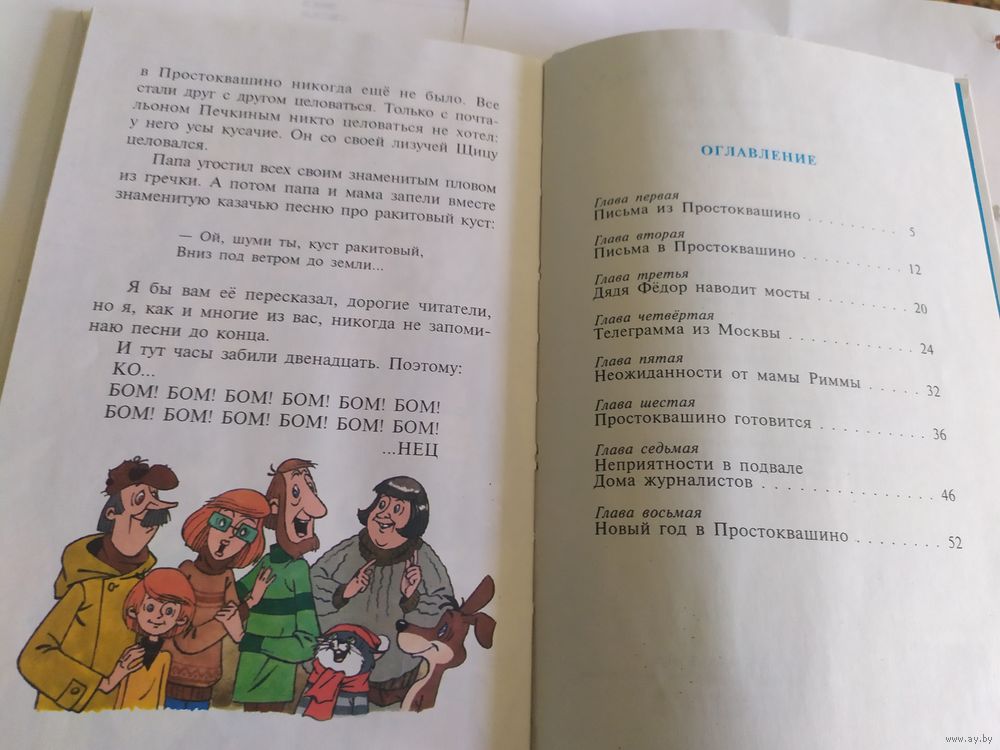 в Простоквашино никогда ещё не было. Все
стали друг с другом целоваться. Только с почта-
льоном Печкиным никто целоваться не хотел:
у него усы кусачие. Он со своей лизучей Щицу
целовался.
Папа угостил всех своим знаменитым пловом
из гречки. А потом папа и мама запели вместе
знаменитую казачью песню про ракитовый куст:
— Ой, шуми ты, куст ракитовый,
Вниз под ветром до земли...
Я бы вам её пересказал, дорогие читатели,
но я, как и многие из вас, никогда не запоми-
наю песни до конца.
И тут часы забили двенадцать. Поэтому:
КО...
БОМ! БОМ! БОМ! БОМ! БОМ! БОМ!
БОМ! БОМ! БОМ! БОМ! БОМ! БОМ!
...НЕЦ
ОГЛАВЛЕНИЕ
Глава первая
Письма из Простоквашино . . . . . . . . 5
Глава вторая
Письма в Простоквашино . . . . . . . . 12
Глава третья
Дядя Фёдор наводит мосты . . . . . . . 20
Глава четвёртая
Телеграмма из Москвы . . . . . . . . . . 24
Глава пятая
Неожиданности от мамы Риммы . . . . . 32
Глава шестая
Простоквашино готовится . . . . . . . . 36
Глава седьмая
Неприятности в подвале
Дома журналистов . . . . . . . . . . . . . 46
Глава восьмая
Новый год в Простоквашино . . . . . . . 52
www.ay.by